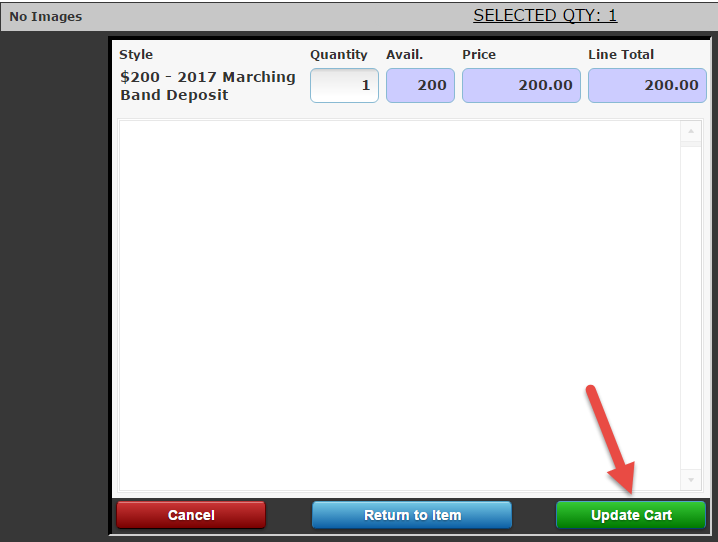 No Images
SELECTED QTY: 1
Style Quantity Avail. Price Line Total
$200 - 2017 Marching
Band Deposit
1 200 200.00 200.00
Cancel Return to Item Update Cart